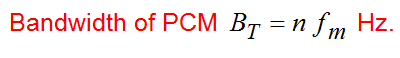 Bandwidth of PCM B_T = n f_m Hz.